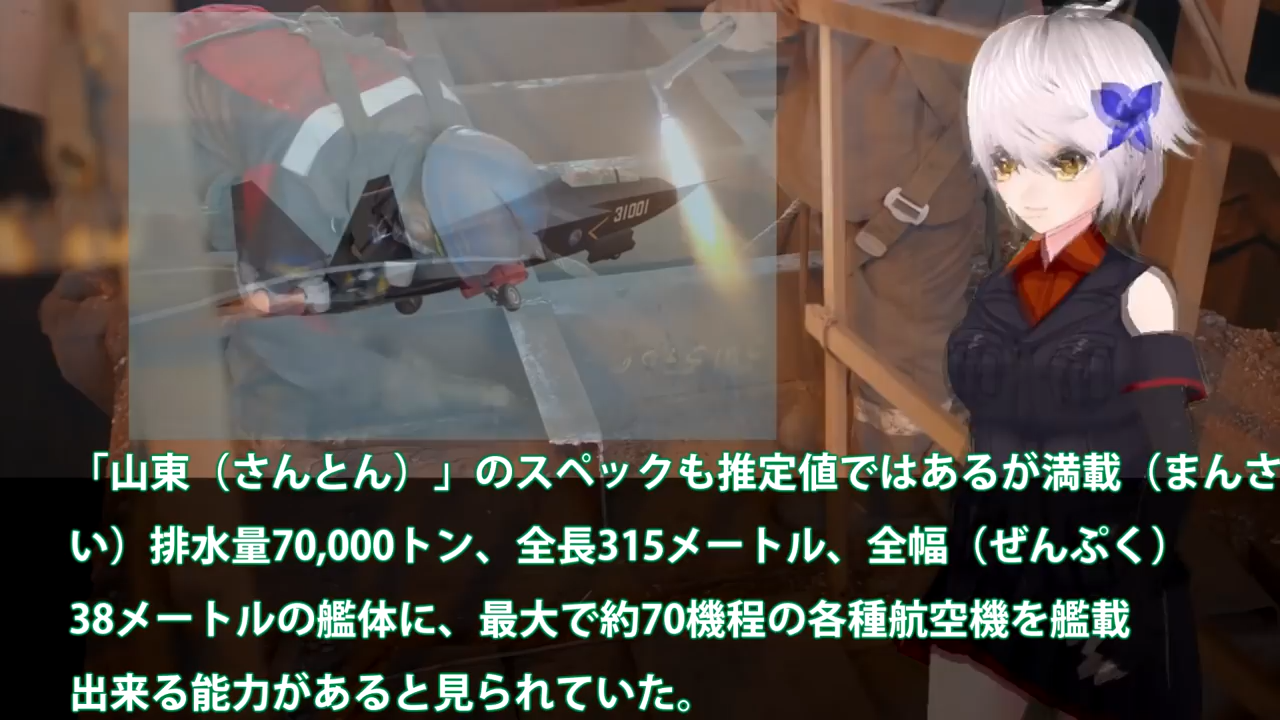 31001
「山東（さんとん）」のスペックも推定値ではあるが満載（まんさ
い）排水量70,000トン、全長315メートル、全幅（ぜんぷく）
38メートルの艦体に、最大で約70機程の各種航空機を艦載
出来る能力があると見られていた。